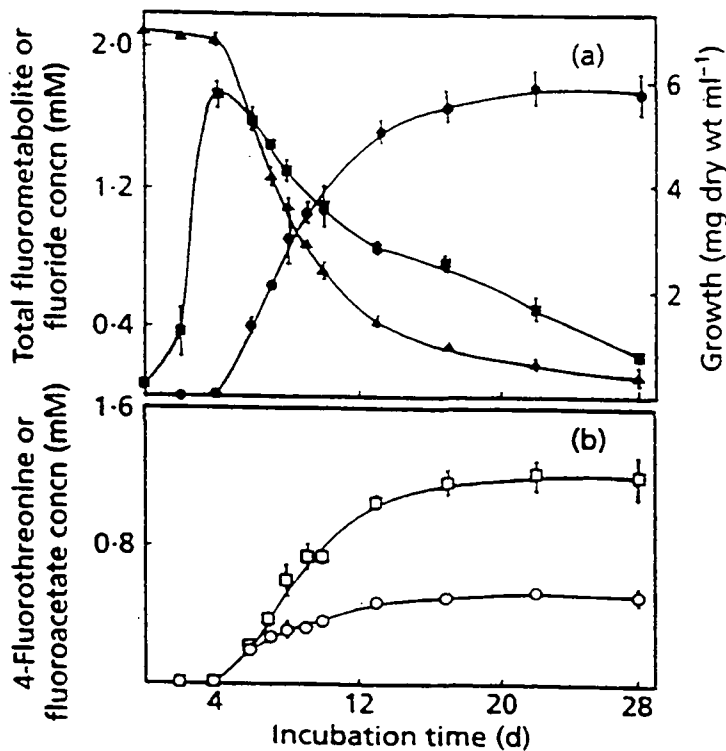 (a)
Total fluorometabolite or
fluoride concn (mM)
2·0
1·2
0·4
Growth (mg dry wt ml⁻¹)
6
4
2
(b)
4-Fluorothreonine or
fluoroacetate concn (mM)
1·6
0·8
4
12
20
28
Incubation time (d)